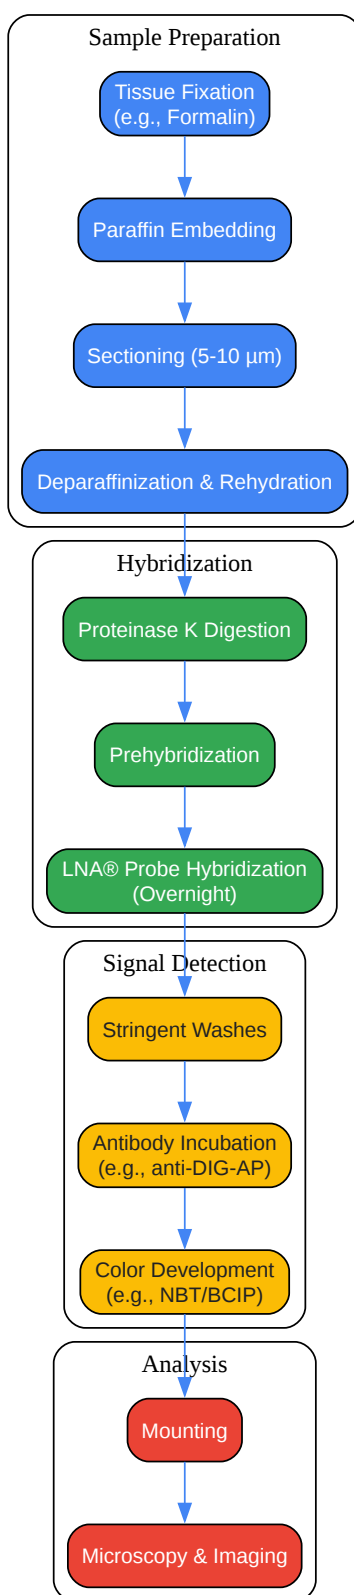 Sample Preparation
Tissue Fixation
(e.g., Formalin)
Paraffin Embedding
Sectioning (5-10 µm)
Deparaffinization & Rehydration
Hybridization
Proteinase K Digestion
Prehybridization
LNA® Probe Hybridization
(Overnight)
Signal Detection
Stringent Washes
Antibody Incubation
(e.g., anti-DIG-AP)
Color Development
(e.g., NBT/BCIP)
Analysis
Mounting
Microscopy & Imaging